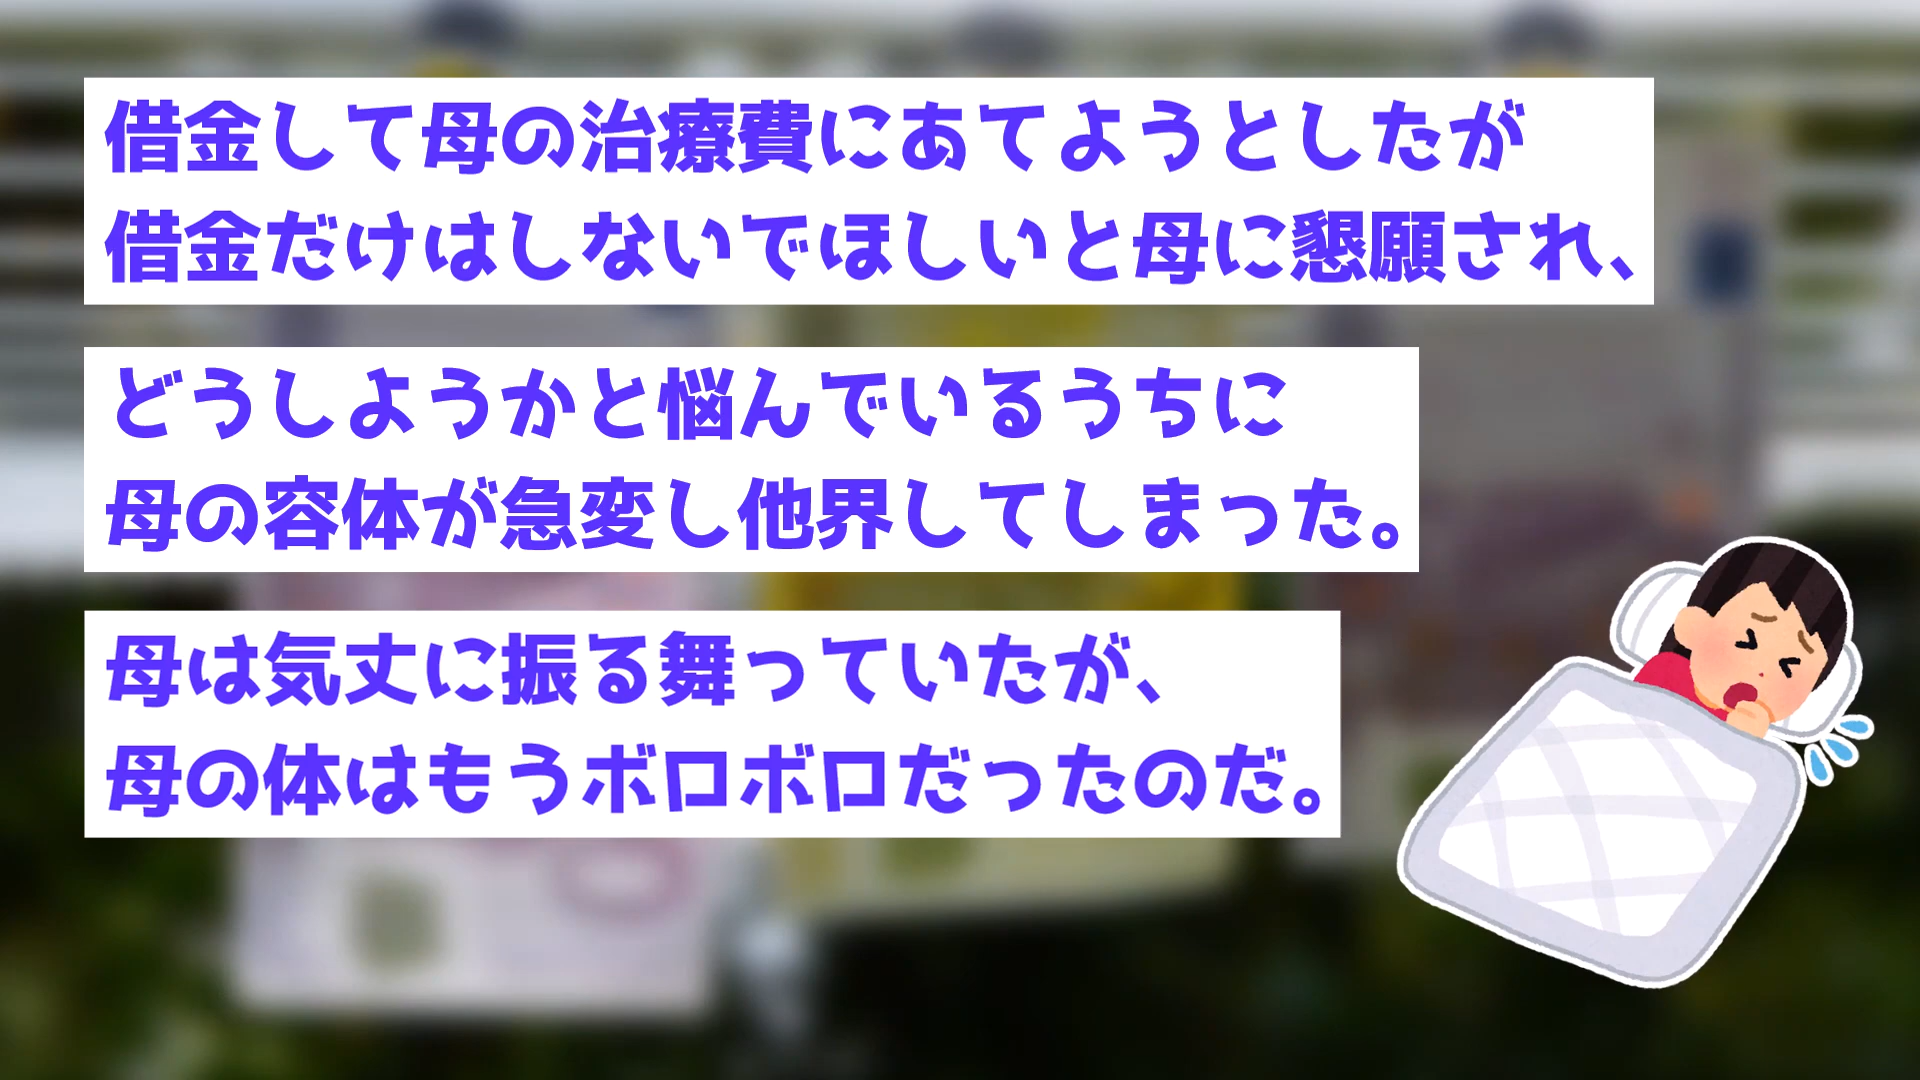 借金して母の治療費にあてようとしたが
借金だけはしないでほしいと母に懇願され、
どうしようかと悩んでいるうちに
母の容体が急変し他界してしまった。
母は気丈に振る舞っていたが、
母の体はもうボロボロだったのだ。